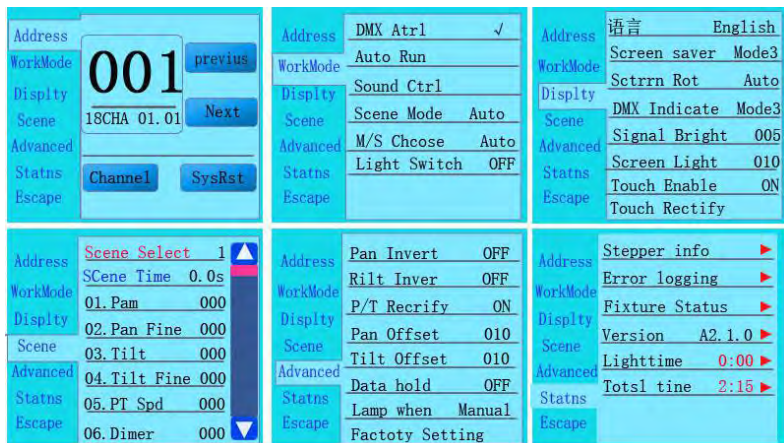 Address
WorkMode
Displty
Scene
Advanced
Statns
Escape
001
18CHA 01.01
previus
Next
Channel
SysRst
Address
WorkMode
Displty
Scene
Advanced
Statns
Escape
DMX Atrl √
Auto Run
Sound Ctrl
Scene Mode Auto
M/S Chcose Auto
Light Switch OFF
Address
WorkMode
Displty
Scene
Advanced
Statns
Escape
语言 English
Screen saver Mode3
Sctrrn Rot Auto
DMX Indicate Mode3
Signal Bright 005
Screen Light 010
Touch Enable ON
Touch Rectify
Address
WorkMode
Displty
Scene
Advanced
Statns
Escape
Scene Select 1
SCene Time 0.0s
01.Pam 000
02.Pan Fine 000
03.Tilt 000
04.Tilt Fine 000
05.PT Spd 000
06.Dimer 000
Address
WorkMode
Displty
Scene
Advanced
Statns
Escape
Pan Invert OFF
Rilt Inver OFF
P/T Recrify ON
Pan Offset 010
Tilt Offset 010
Data hold OFF
Lamp when Manual
Factoty Setting
Address
WorkMode
Displty
Scene
Advanced
Statns
Escape
Stepper info
Error logging
Fixture Status
Version A2.1.0
Lighttime 0:00
Totsl tine 2:15